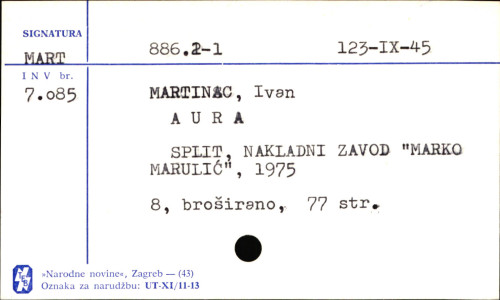 SIGNATURA
MART
886.2-1 123-IX-45
INV br.
7.085
MARTINAC, Ivan
AURA
SPLIT, NAKLADNI ZAVOD "MARKO
MARULIĆ", 1975
8, broširano, 77 str.
»Narodne novine«, Zagreb — (43)
Oznaka za narudžbu: UT-XI/11-13